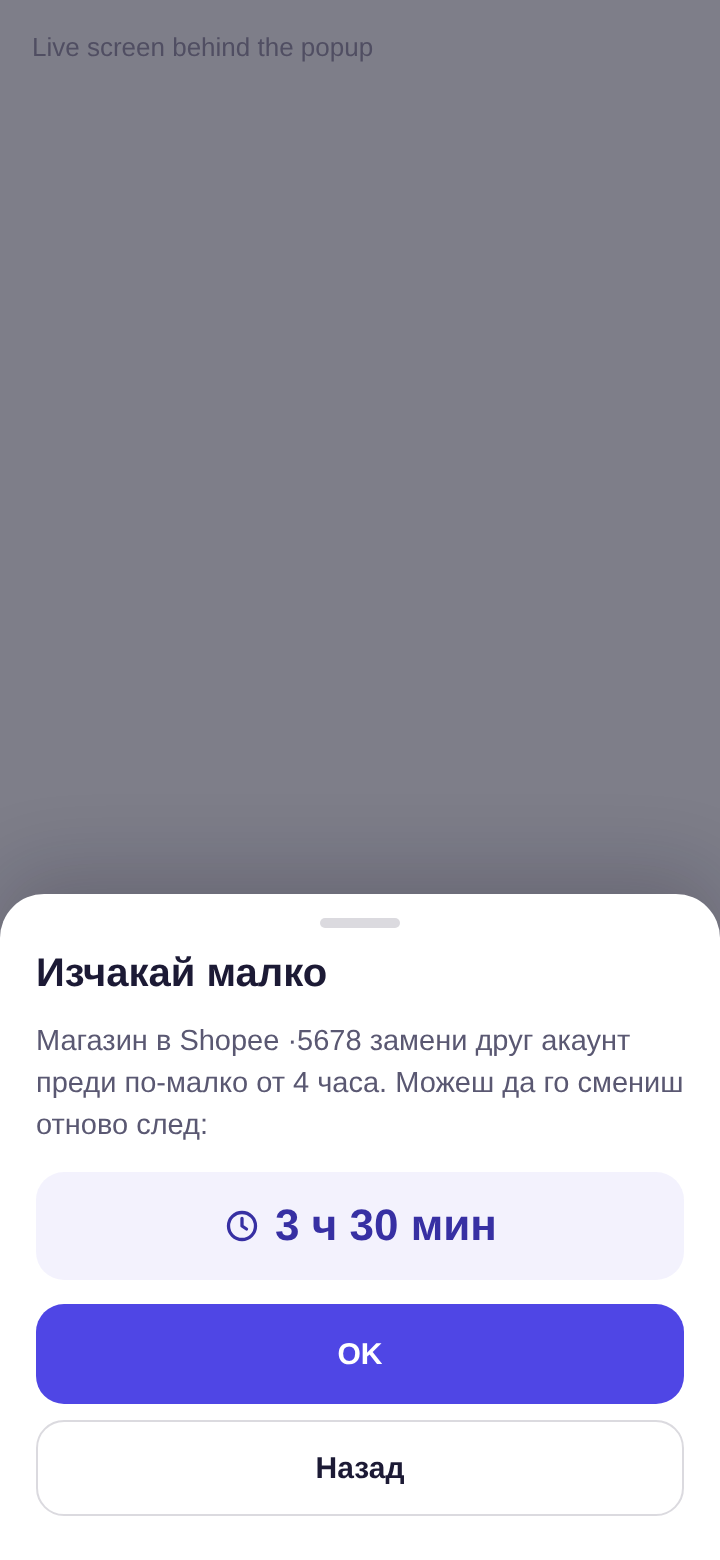 Live screen behind the popup
Изчакай малко
Магазин в Shopee ·5678 замени друг акаунт
преди по-малко от 4 часа. Можеш да го смениш
отново след:
3 ч 30 мин
OK
Назад